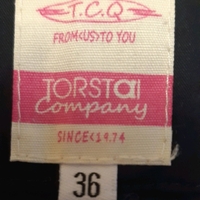 T.C.Q
FROM<US>TO YOU
TORSTAI
Company
SINCE<1974
36